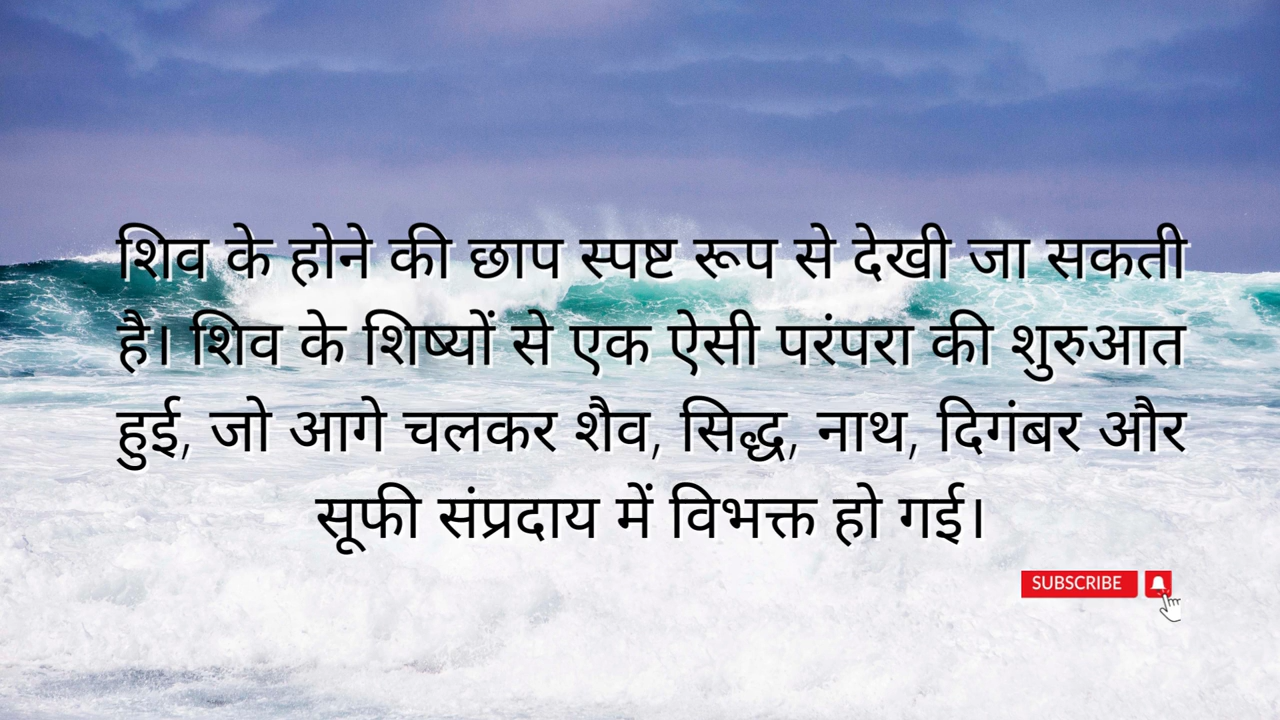 शिव के होने की छाप स्पष्ट रूप से देखी जा सकती
है। शिव के शिष्यों से एक ऐसी परंपरा की शुरुआत
हुई, जो आगे चलकर शैव, सिद्ध, नाथ, दिगंबर और
सूफी संप्रदाय में विभक्त हो गई।
SUBSCRIBE